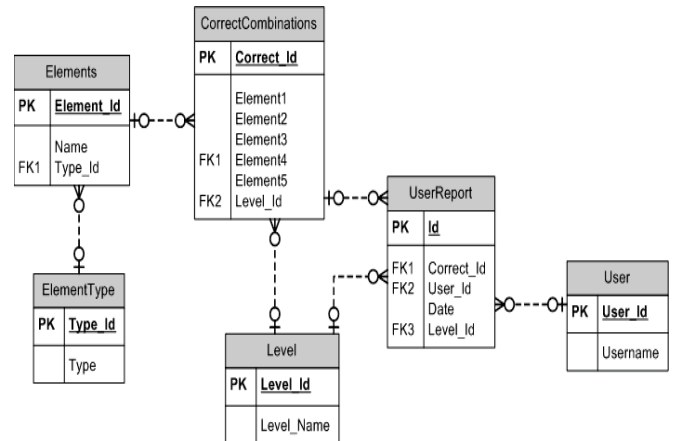 CorrectCombinations
PK Correct_Id
Element1
Element2
Element3
FK1 Element4
Element5
FK2 Level_Id
Elements
PK Element_Id
Name
FK1 Type_Id
ElementType
PK Type_Id
Type
UserReport
PK Id
FK1 Correct_Id
FK2 User_Id
Date
FK3 Level_Id
User
PK User_Id
Username
Level
PK Level_Id
Level_Name